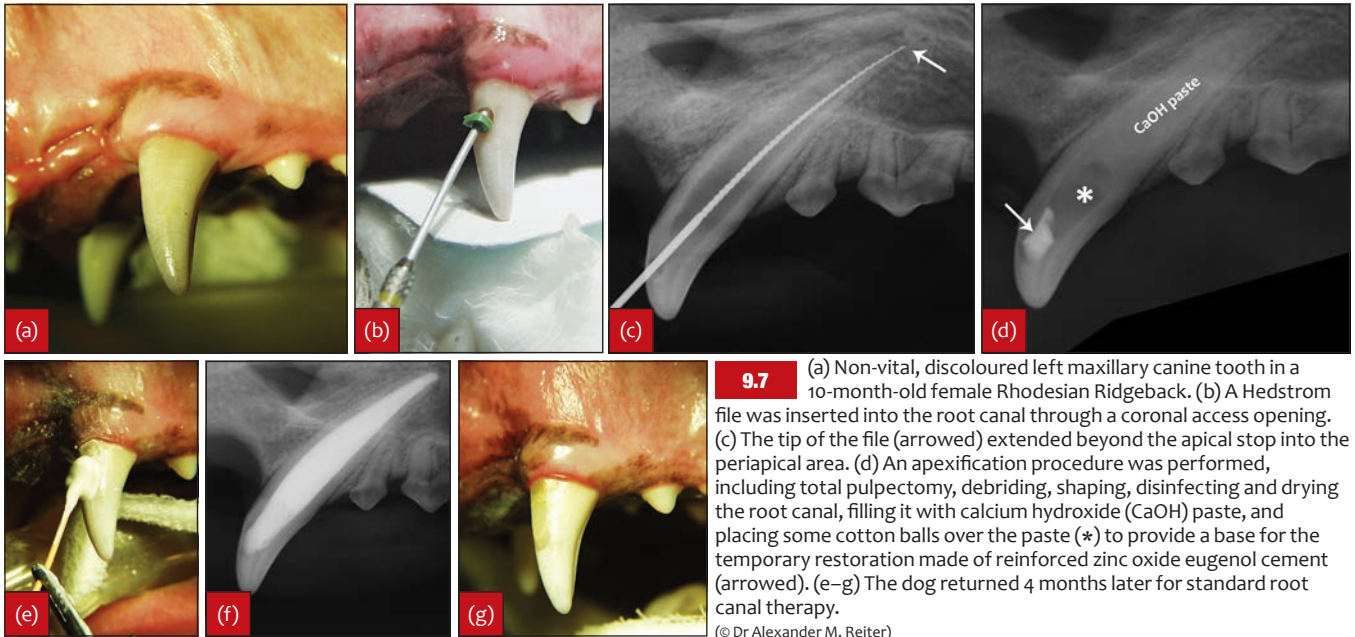 (a)
(b)
(c)
CaOH paste
*
(d)
(e)
(f)
(g)
9.7 (a) Non-vital, discoloured left maxillary canine tooth in a
10-month-old female Rhodesian Ridgeback. (b) A Hedstrom
file was inserted into the root canal through a coronal access opening.
(c) The tip of the file (arrowed) extended beyond the apical stop into the
periapical area. (d) An apexification procedure was performed,
including total pulpectomy, debriding, shaping, disinfecting and drying
the root canal, filling it with calcium hydroxide (CaOH) paste, and
placing some cotton balls over the paste (*) to provide a base for the
temporary restoration made of reinforced zinc oxide eugenol cement
(arrowed). (e–g) The dog returned 4 months later for standard root
canal therapy.
(© Dr Alexander M. Reiter)